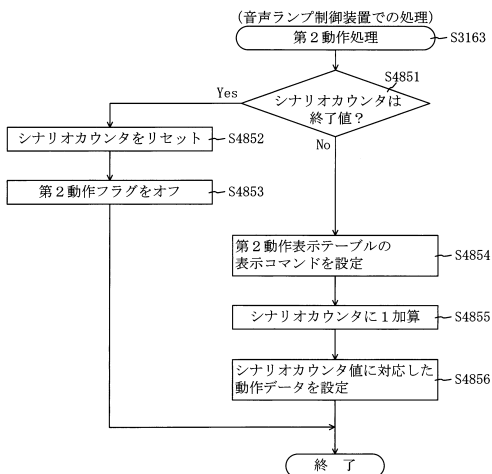 (音声ランプ制御装置での処理)
第2動作処理
S3163
S4851
シナリオカウンタは
終了値?
Yes
No
シナリオカウンタをリセット
S4852
第2動作フラグをオフ
S4853
第2動作表示テーブルの
表示コマンドを設定
S4854
シナリオカウンタに1加算
S4855
シナリオカウンタ値に対応した
動作データを設定
S4856
終 了